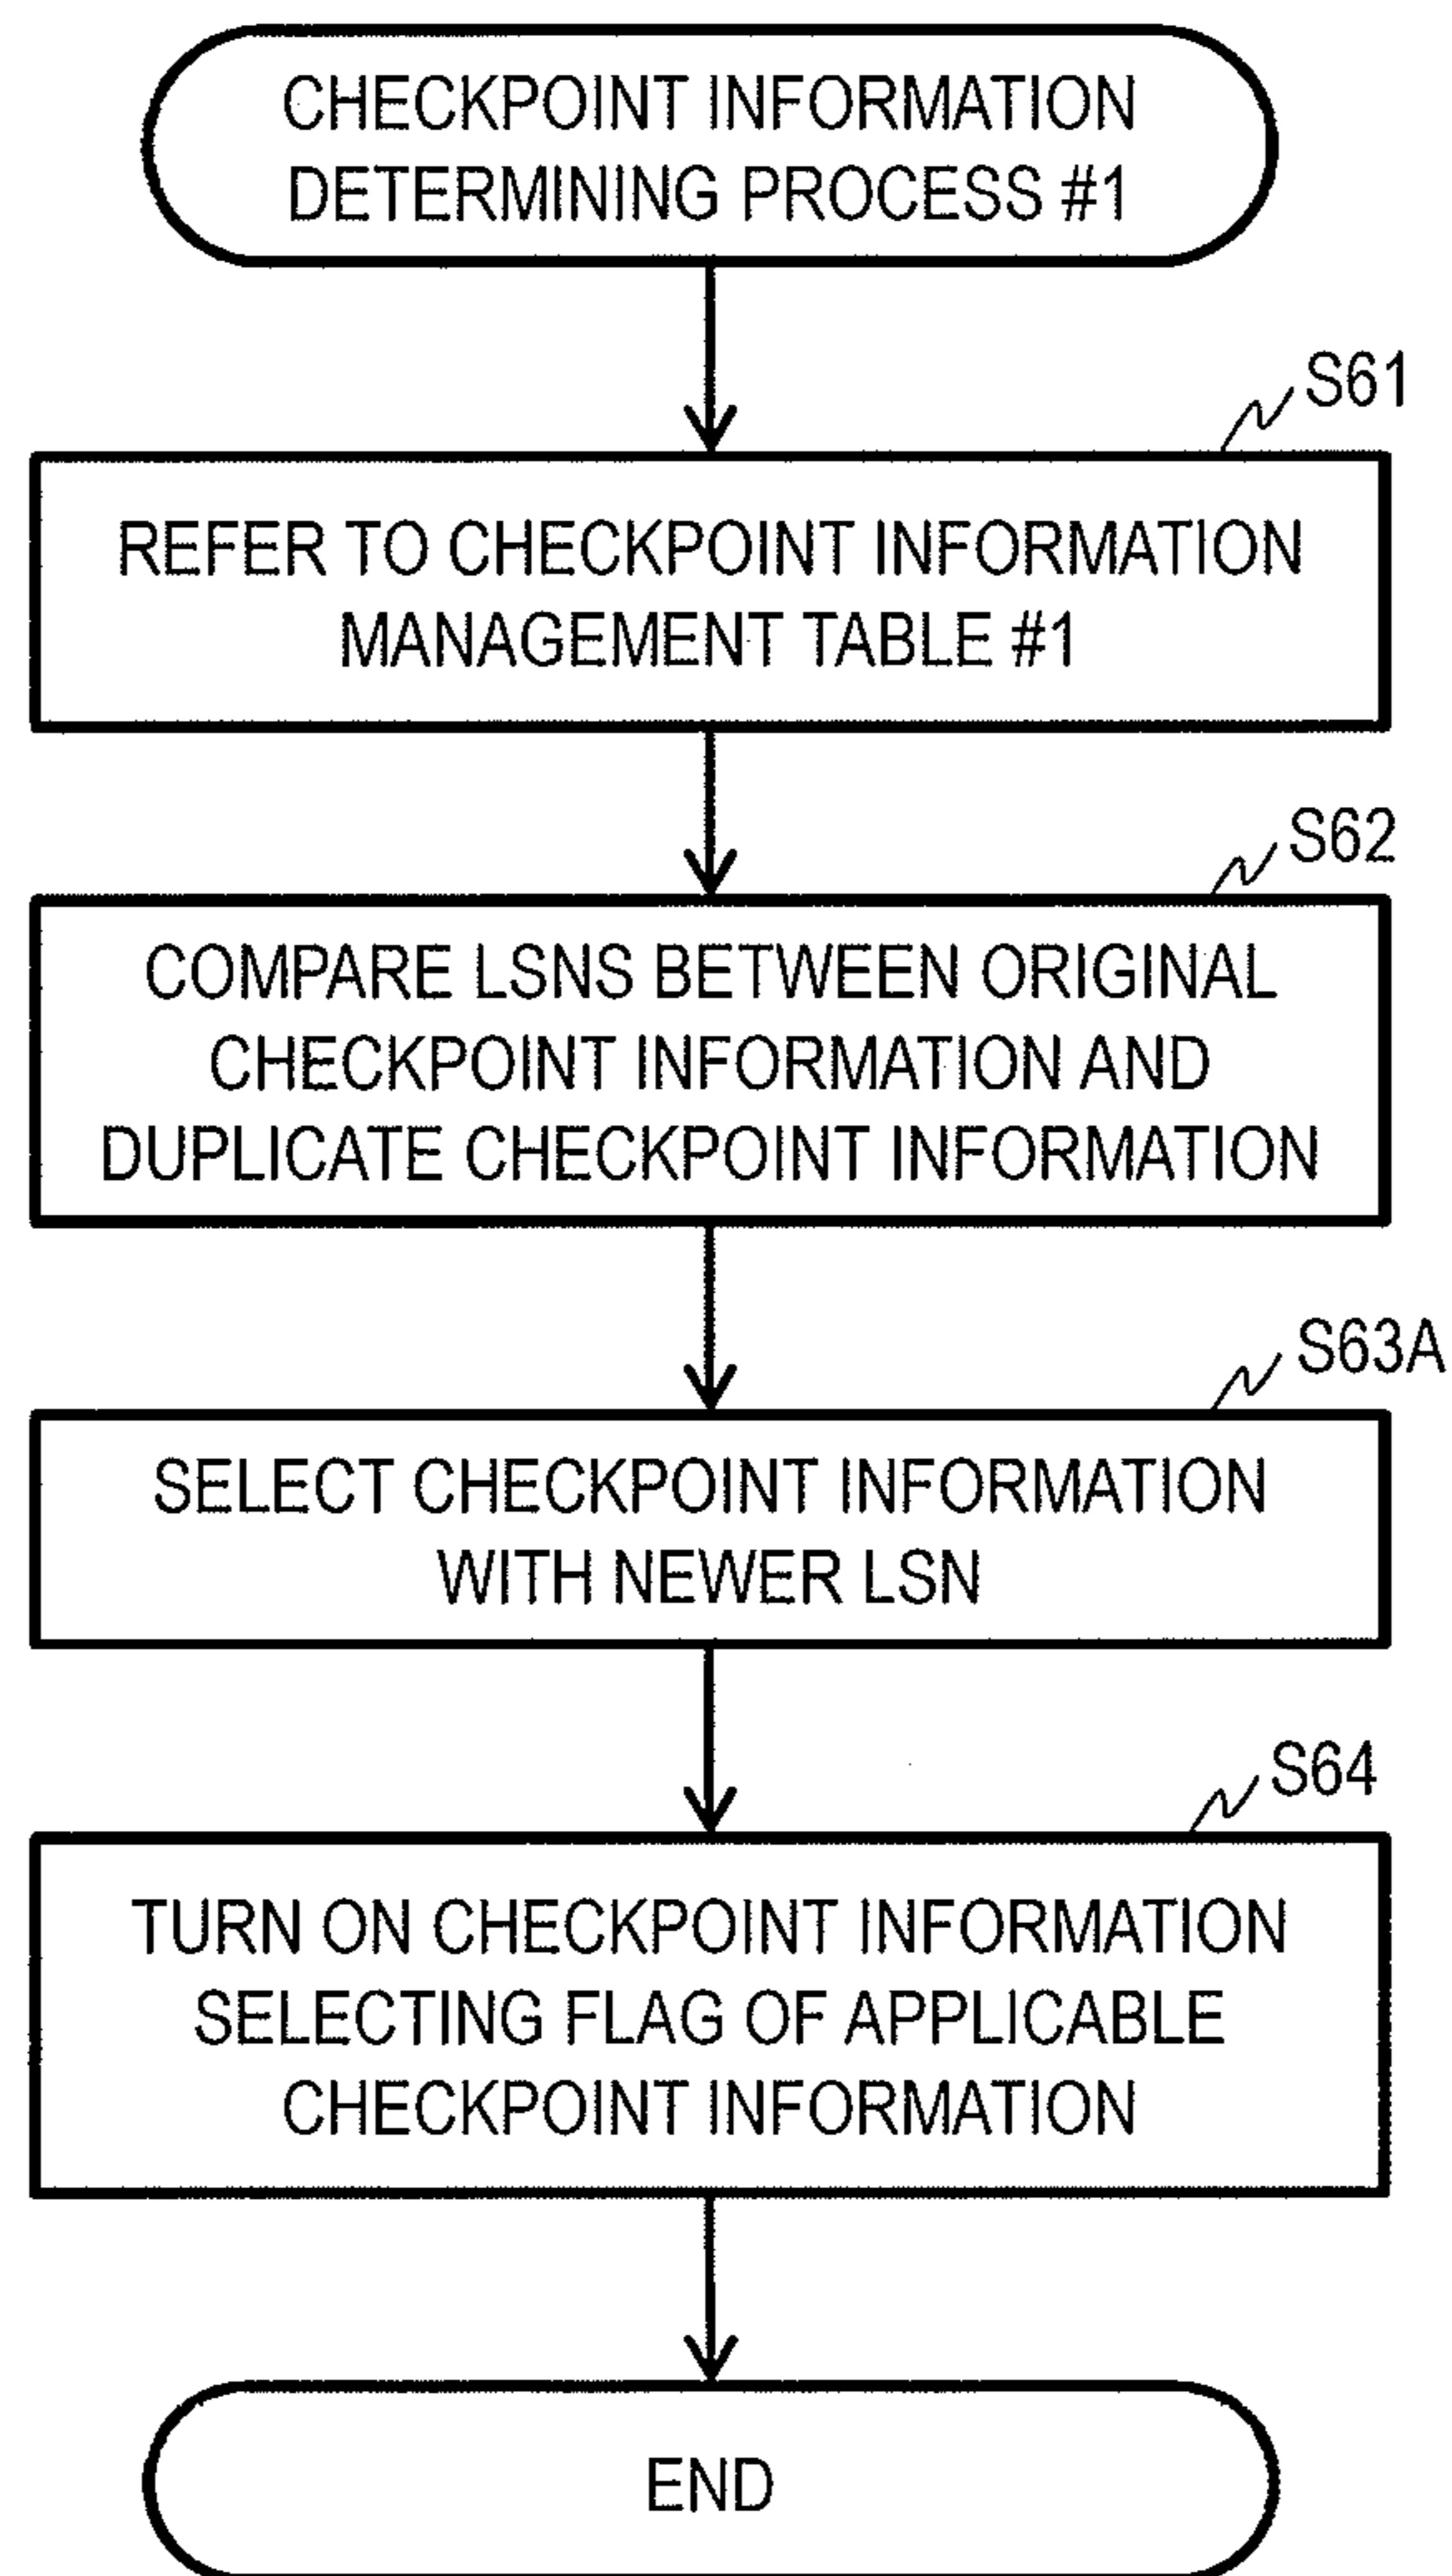 CHECKPOINT INFORMATION
DETERMINING PROCESS #1
S61
REFER TO CHECKPOINT INFORMATION
MANAGEMENT TABLE #1
S62
COMPARE LSNS BETWEEN ORIGINAL
CHECKPOINT INFORMATION AND
DUPLICATE CHECKPOINT INFORMATION
S63A
SELECT CHECKPOINT INFORMATION
WITH NEWER LSN
S64
TURN ON CHECKPOINT INFORMATION
SELECTING FLAG OF APPLICABLE
CHECKPOINT INFORMATION
END